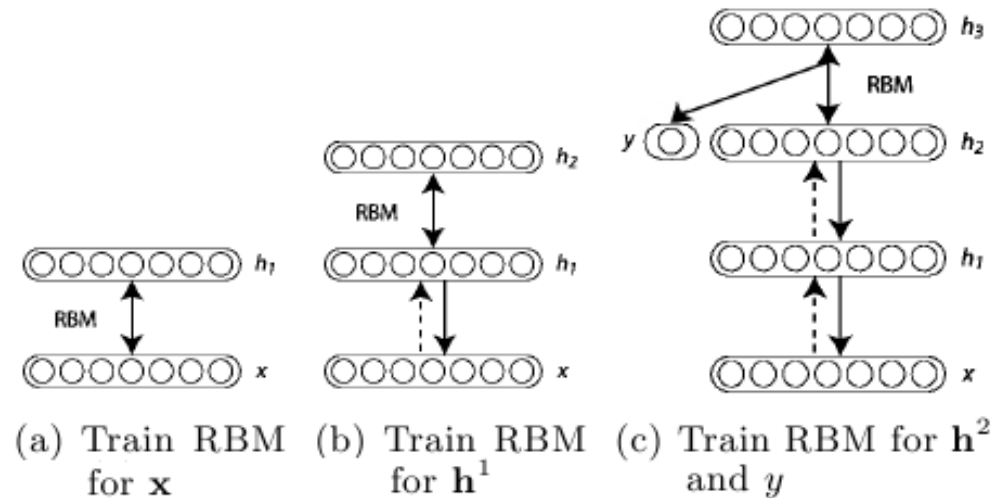 h₃
RBM
y
h₂
h₂
RBM
h₁
h₁
h₁
RBM
x
x
x
(a) Train RBM for x
(b) Train RBM for h¹
(c) Train RBM for h² and y